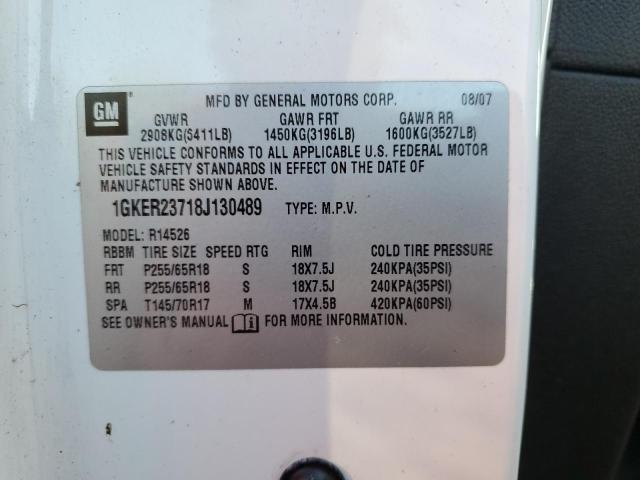 GM
MFD BY GENERAL MOTORS CORP. 08/07
GVWR GAWR FRT GAWR RR
2908KG(5411LB) 1450KG(3196LB) 1600KG(3527LB)
THIS VEHICLE CONFORMS TO ALL APPLICABLE U.S. FEDERAL MOTOR
VEHICLE SAFETY STANDARDS IN EFFECT ON THE DATE OF
MANUFACTURE SHOWN ABOVE.
1GKER23718J130489 TYPE: M.P.V.
MODEL: R14526
RBBM TIRE SIZE SPEED RTG RIM COLD TIRE PRESSURE
FRT P255/65R18 S 18X7.5J 240KPA(35PSI)
RR P255/65R18 S 18X7.5J 240KPA(35PSI)
SPA T145/70R17 M 17X4.5B 420KPA(60PSI)
SEE OWNER'S MANUAL FOR MORE INFORMATION.